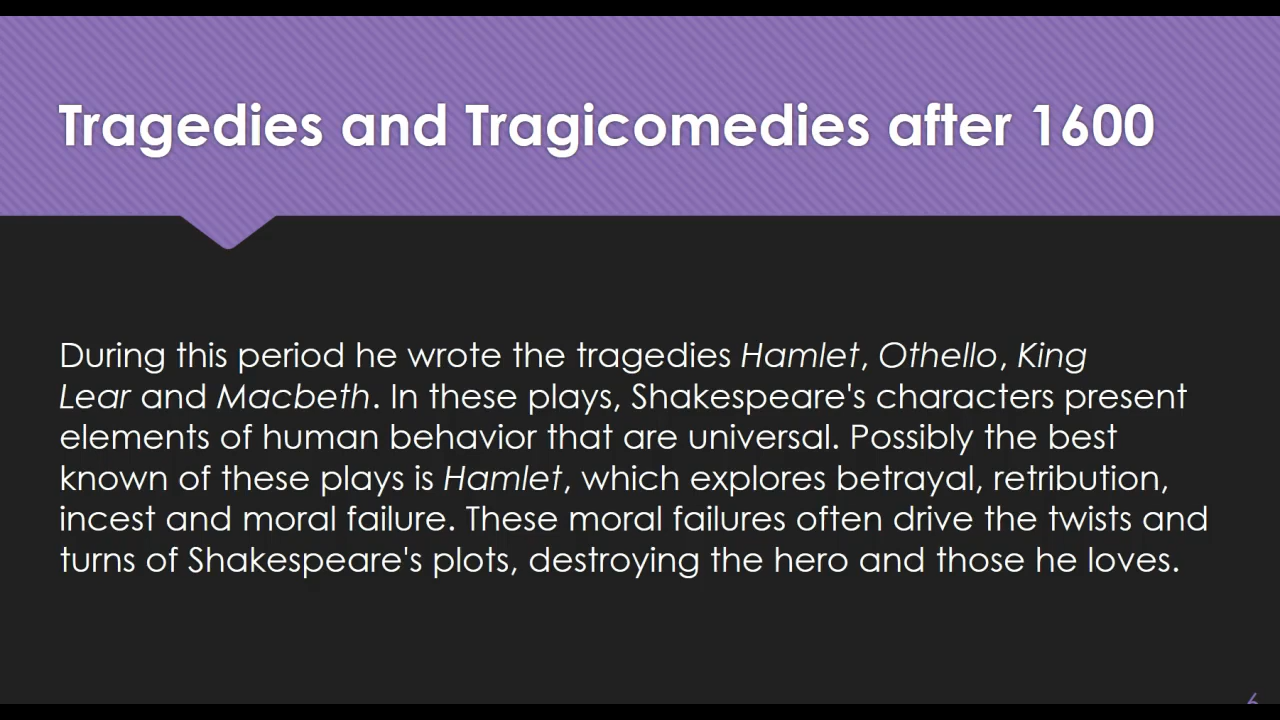 Tragedies and Tragicomedies after 1600
During this period he wrote the tragedies Hamlet, Othello, King
Lear and Macbeth. In these plays, Shakespeare's characters present
elements of human behavior that are universal. Possibly the best
known of these plays is Hamlet, which explores betrayal, retribution,
incest and moral failure. These moral failures often drive the twists and
turns of Shakespeare's plots, destroying the hero and those he loves.
6